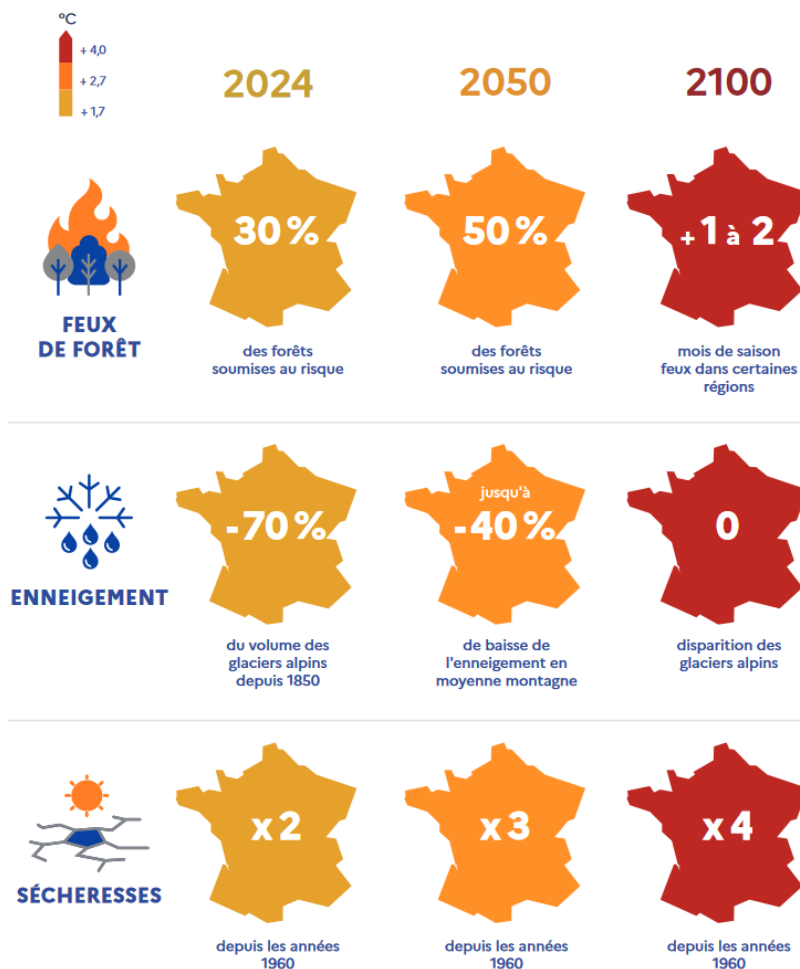 °C
+ 4,0
+ 2,7
+ 1,7
2024
2050
2100
FEUX
DE FORÊT
30 %
des forêts
soumises au risque
50 %
des forêts
soumises au risque
+ 1 à 2
mois de saison
feux dans certaines
régions
ENNEIGEMENT
-70 %
du volume des
glaciers alpins
depuis 1850
jusqu'à
-40 %
de baisse de
l'enneigement en
moyenne montagne
0
disparition des
glaciers alpins
SÉCHERESSES
x 2
depuis les années
1960
x 3
depuis les années
1960
x 4
depuis les années
1960